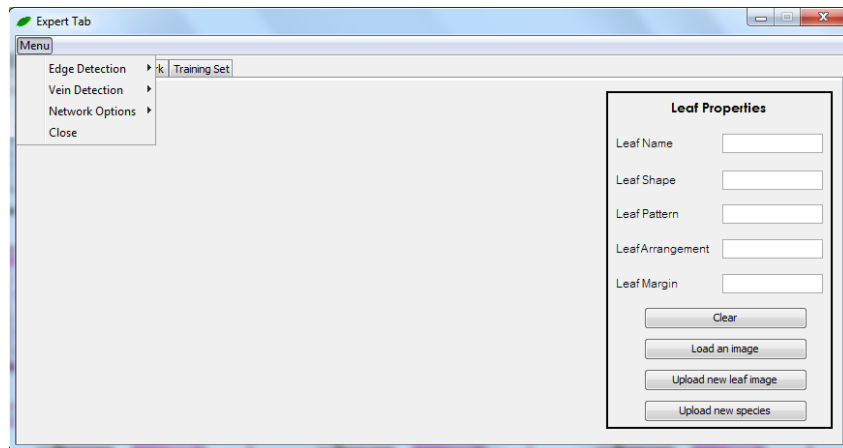 Expert Tab
Menu
Edge Detection
Vein Detection
Network Options
Close
Training Set
Leaf Properties
Leaf Name
Leaf Shape
Leaf Pattern
Leaf Arrangement
Leaf Margin
Clear
Load an image
Upload new leaf image
Upload new species